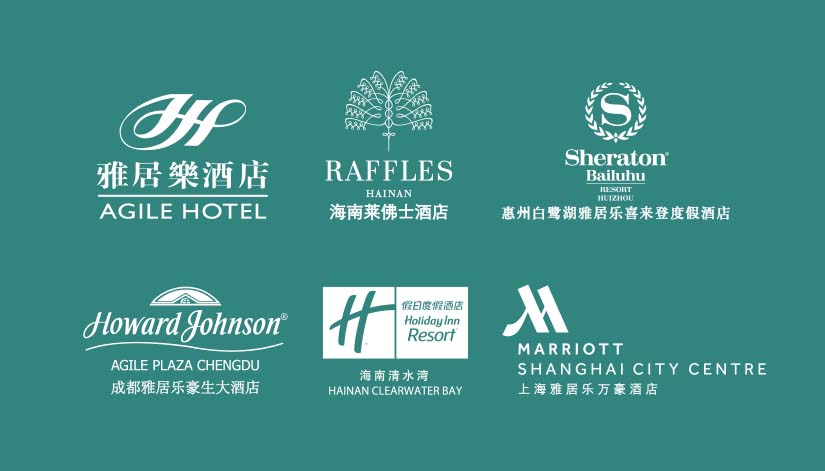 雅居樂酒店
AGILE HOTEL
RAFFLES
HAINAN
海南莱佛士酒店
S
Sheraton®
Bailuhu
RESORT
HUIZHOU
惠州白鹭湖雅居乐喜来登度假酒店
Howard Johnson®
AGILE PLAZA CHENGDU
成都雅居乐豪生大酒店
H
假日度假酒店
Holiday Inn
Resort
海南清水湾
HAINAN CLEARWATER BAY
MARRIOTT
SHANGHAI CITY CENTRE
上海雅居乐万豪酒店